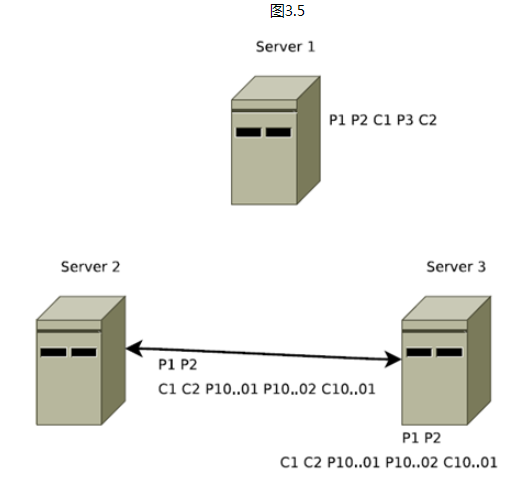 图3.5
Server 1
P1 P2 C1 P3 C2
Server 2
Server 3
P1 P2
C1 C2 P10..01 P10..02 C10..01
P1 P2
C1 C2 P10..01 P10..02 C10..01